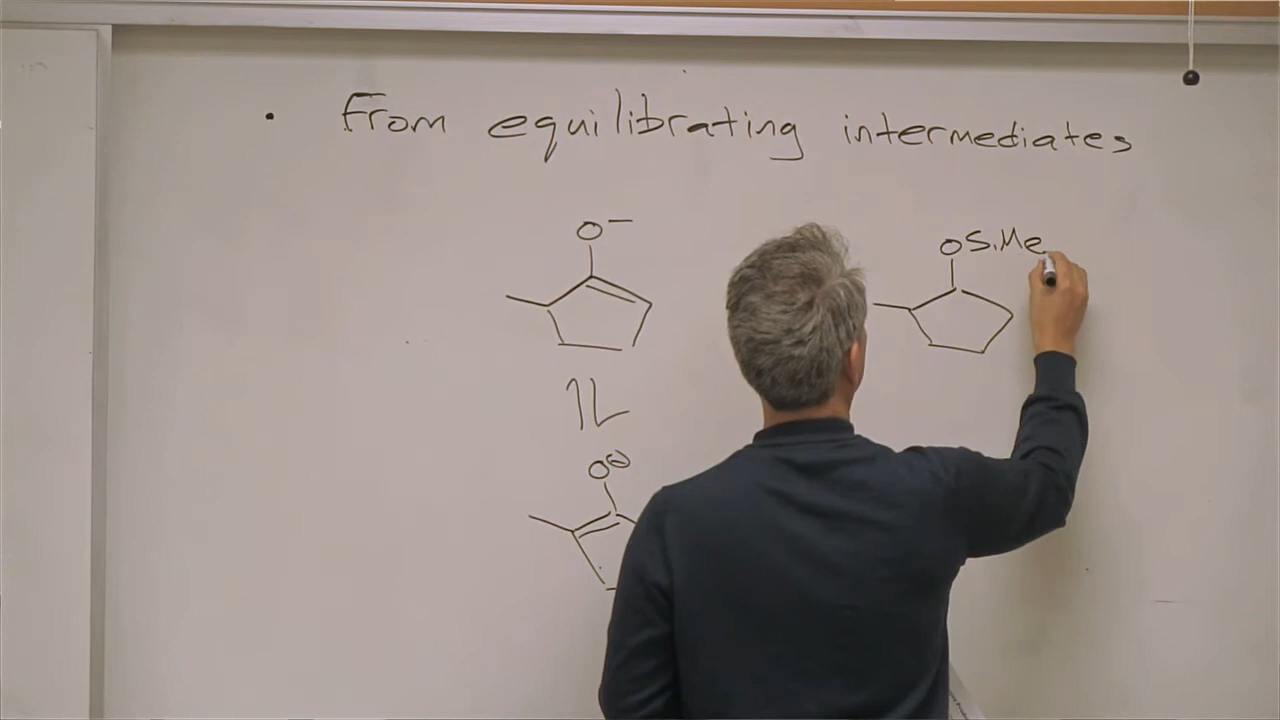 • From equilibrating intermediates
O⁻
OSiMe
O⊖